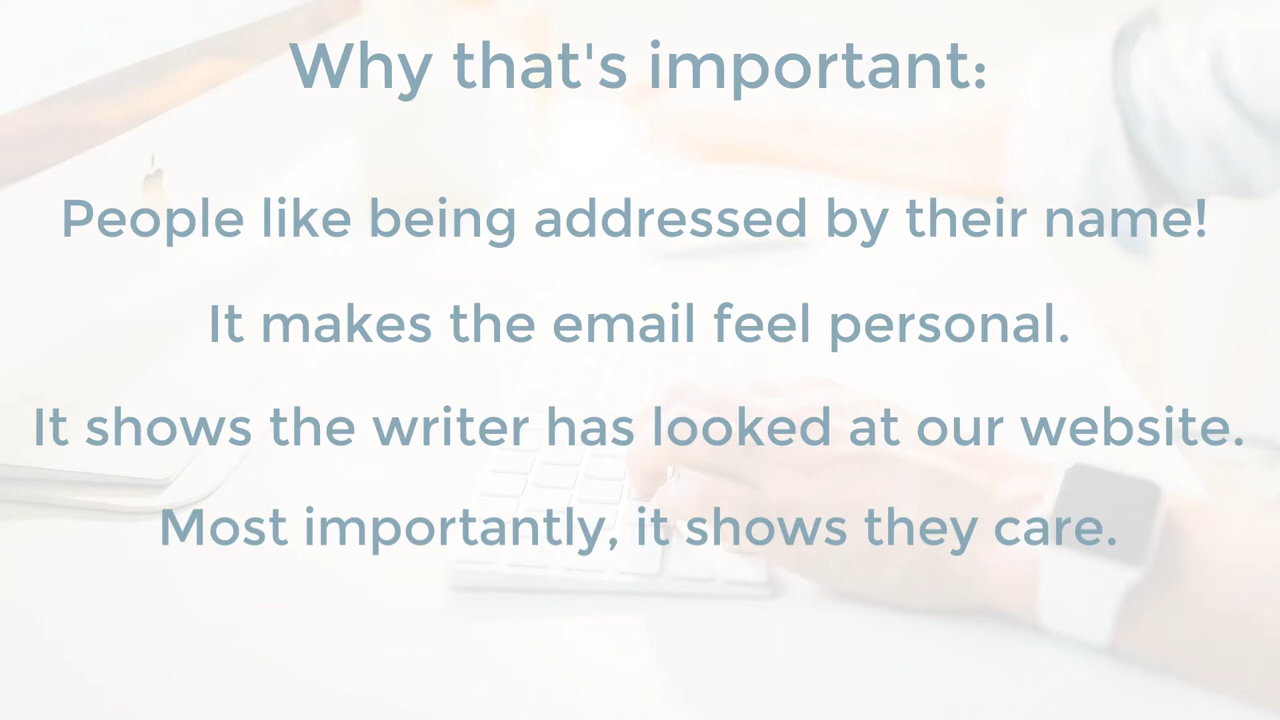 Why that's important:
People like being addressed by their name!
It makes the email feel personal.
It shows the writer has looked at our website.
Most importantly, it shows they care.